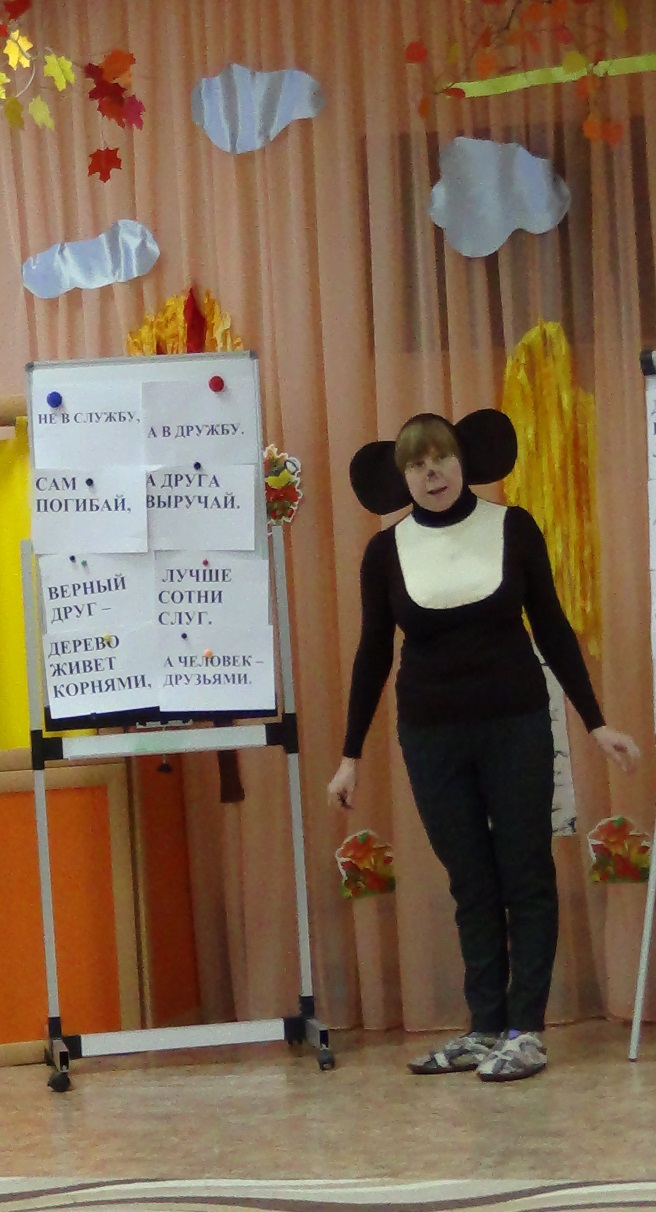 НЕ В СЛУЖБУ,
А В ДРУЖБУ.
САМ
ПОГИБАЙ,
А ДРУГА
ВЫРУЧАЙ.
ВЕРНЫЙ
ДРУГ –
ЛУЧШЕ
СОТНИ
СЛУГ.
ДЕРЕВО
ЖИВЕТ
КОРНЯМИ,
А ЧЕЛОВЕК –
ДРУЗЬЯМИ.